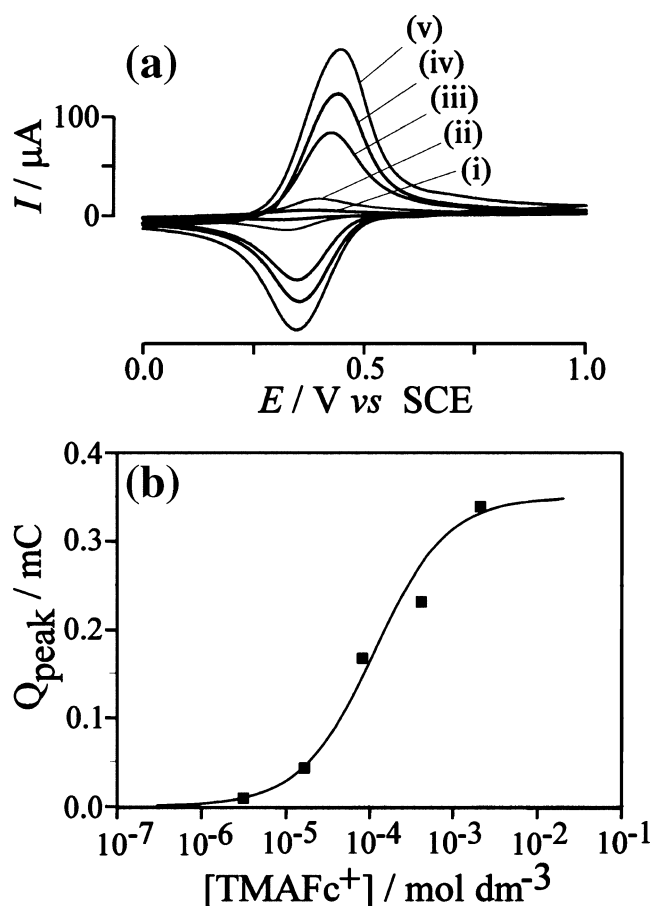 (a)
(v)
(iv)
(iii)
(ii)
(i)
100
0
I / μA
0.0
0.5
1.0
E / V vs SCE
(b)
0.4
0.3
0.2
0.1
0.0
Qpeak / mC
10-7
10-6
10-5
10-4
10-3
10-2
10-1
[TMAFc+] / mol dm-3